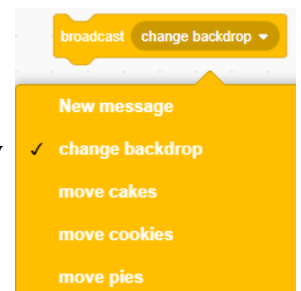 broadcast change backdrop
New message
✓ change backdrop
move cakes
move cookies
move pies